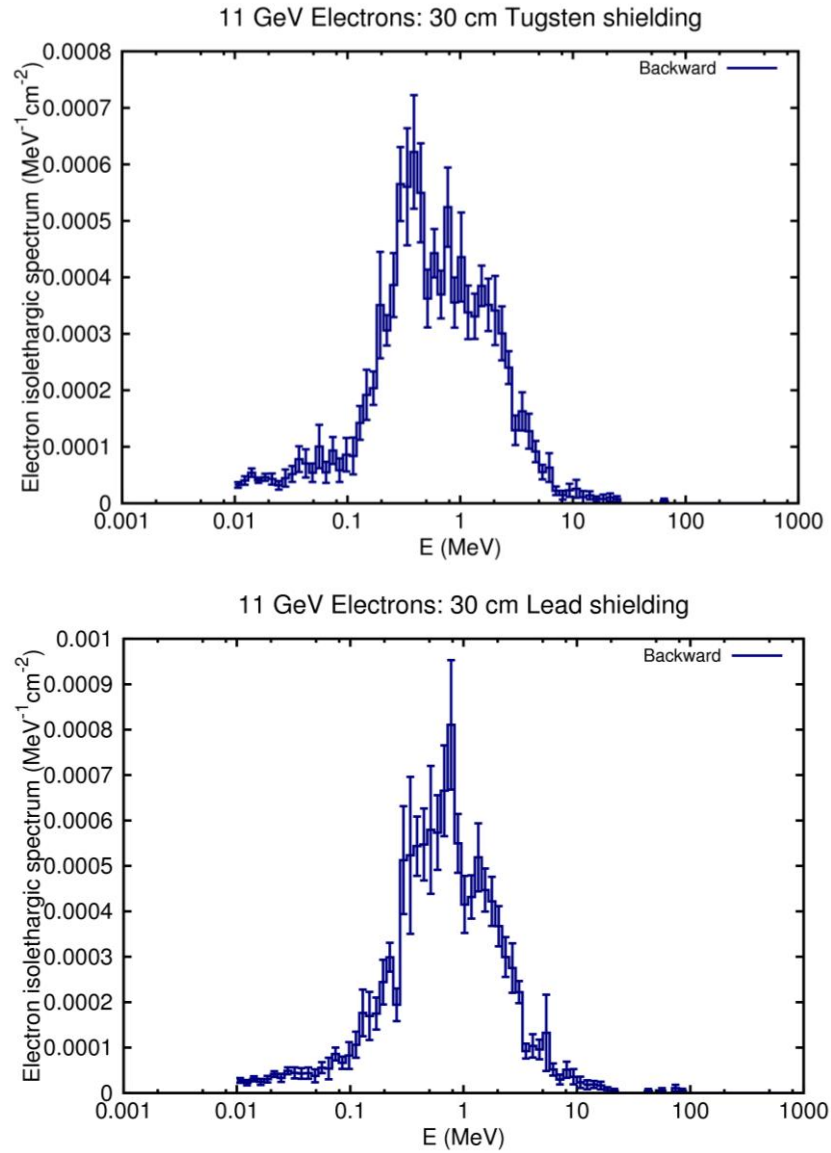 11 GeV Electrons: 30 cm Tugsten shielding
Electron isolethargic spectrum (MeV⁻¹cm⁻²)
Backward
0.0008
0.0007
0.0006
0.0005
0.0004
0.0003
0.0002
0.0001
0
0.001 0.01 0.1 1 10 100 1000
E (MeV)
11 GeV Electrons: 30 cm Lead shielding
Electron isolethargic spectrum (MeV⁻¹cm⁻²)
Backward
0.001
0.0009
0.0008
0.0007
0.0006
0.0005
0.0004
0.0003
0.0002
0.0001
0
0.001 0.01 0.1 1 10 100 1000
E (MeV)